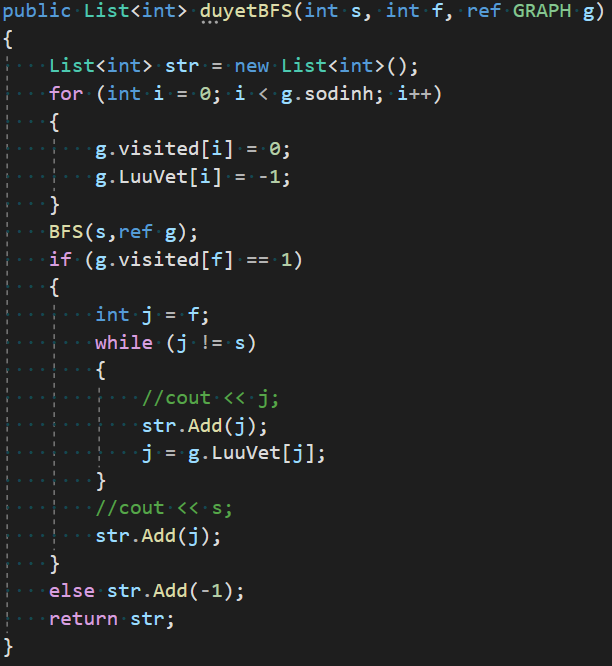 public List<int> duyetBFS(int s, int f, ref GRAPH g)
{
    List<int> str = new List<int>();
    for (int i = 0; i < g.sodinh; i++)
    {
        g.visited[i] = 0;
        g.LuuVet[i] = -1;
    }
    BFS(s,ref g);
    if (g.visited[f] == 1)
    {
        int j = f;
        while (j != s)
        {
            //cout << j;
            str.Add(j);
            j = g.LuuVet[j];
        }
        //cout << s;
        str.Add(j);
    }
    else str.Add(-1);
    return str;
}